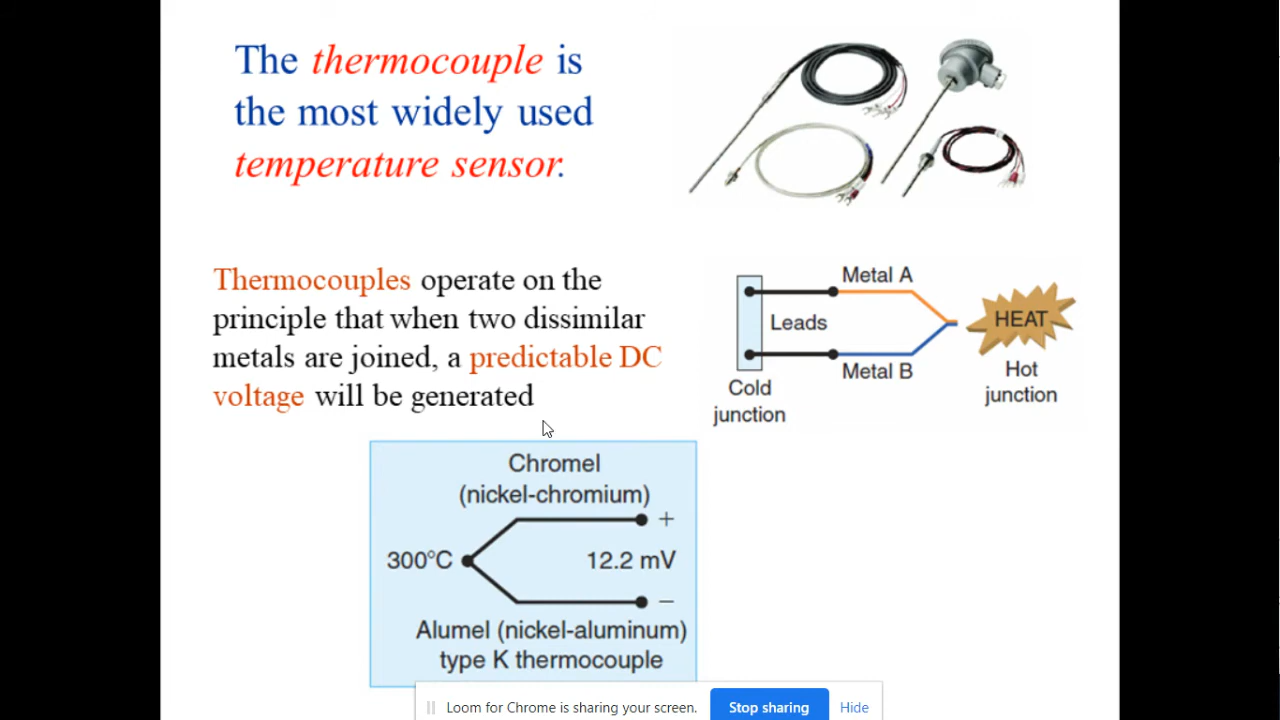 The thermocouple is
the most widely used
temperature sensor.
Thermocouples operate on the
principle that when two dissimilar
metals are joined, a predictable DC
voltage will be generated
Metal A
Leads
HEAT
Metal B
Cold
junction
Hot
junction
Chromel
(nickel-chromium)
+
300°C
12.2 mV
−
Alumel (nickel-aluminum)
type K thermocouple
Loom for Chrome is sharing your screen.
Stop sharing
Hide